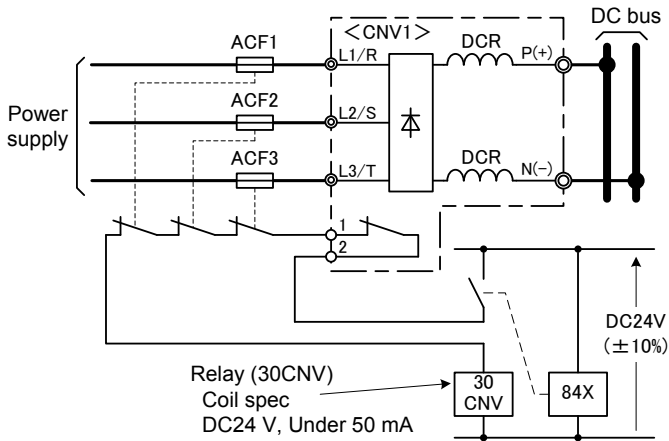 <CNV1>
DC bus
ACF1
L1/R
DCR
P(+)
ACF2
L2/S
Power
supply
ACF3
L3/T
DCR
N(-)
1
2
DC24V
(±10%)
Relay (30CNV)
Coil spec
DC24 V, Under 50 mA
30
CNV
84X